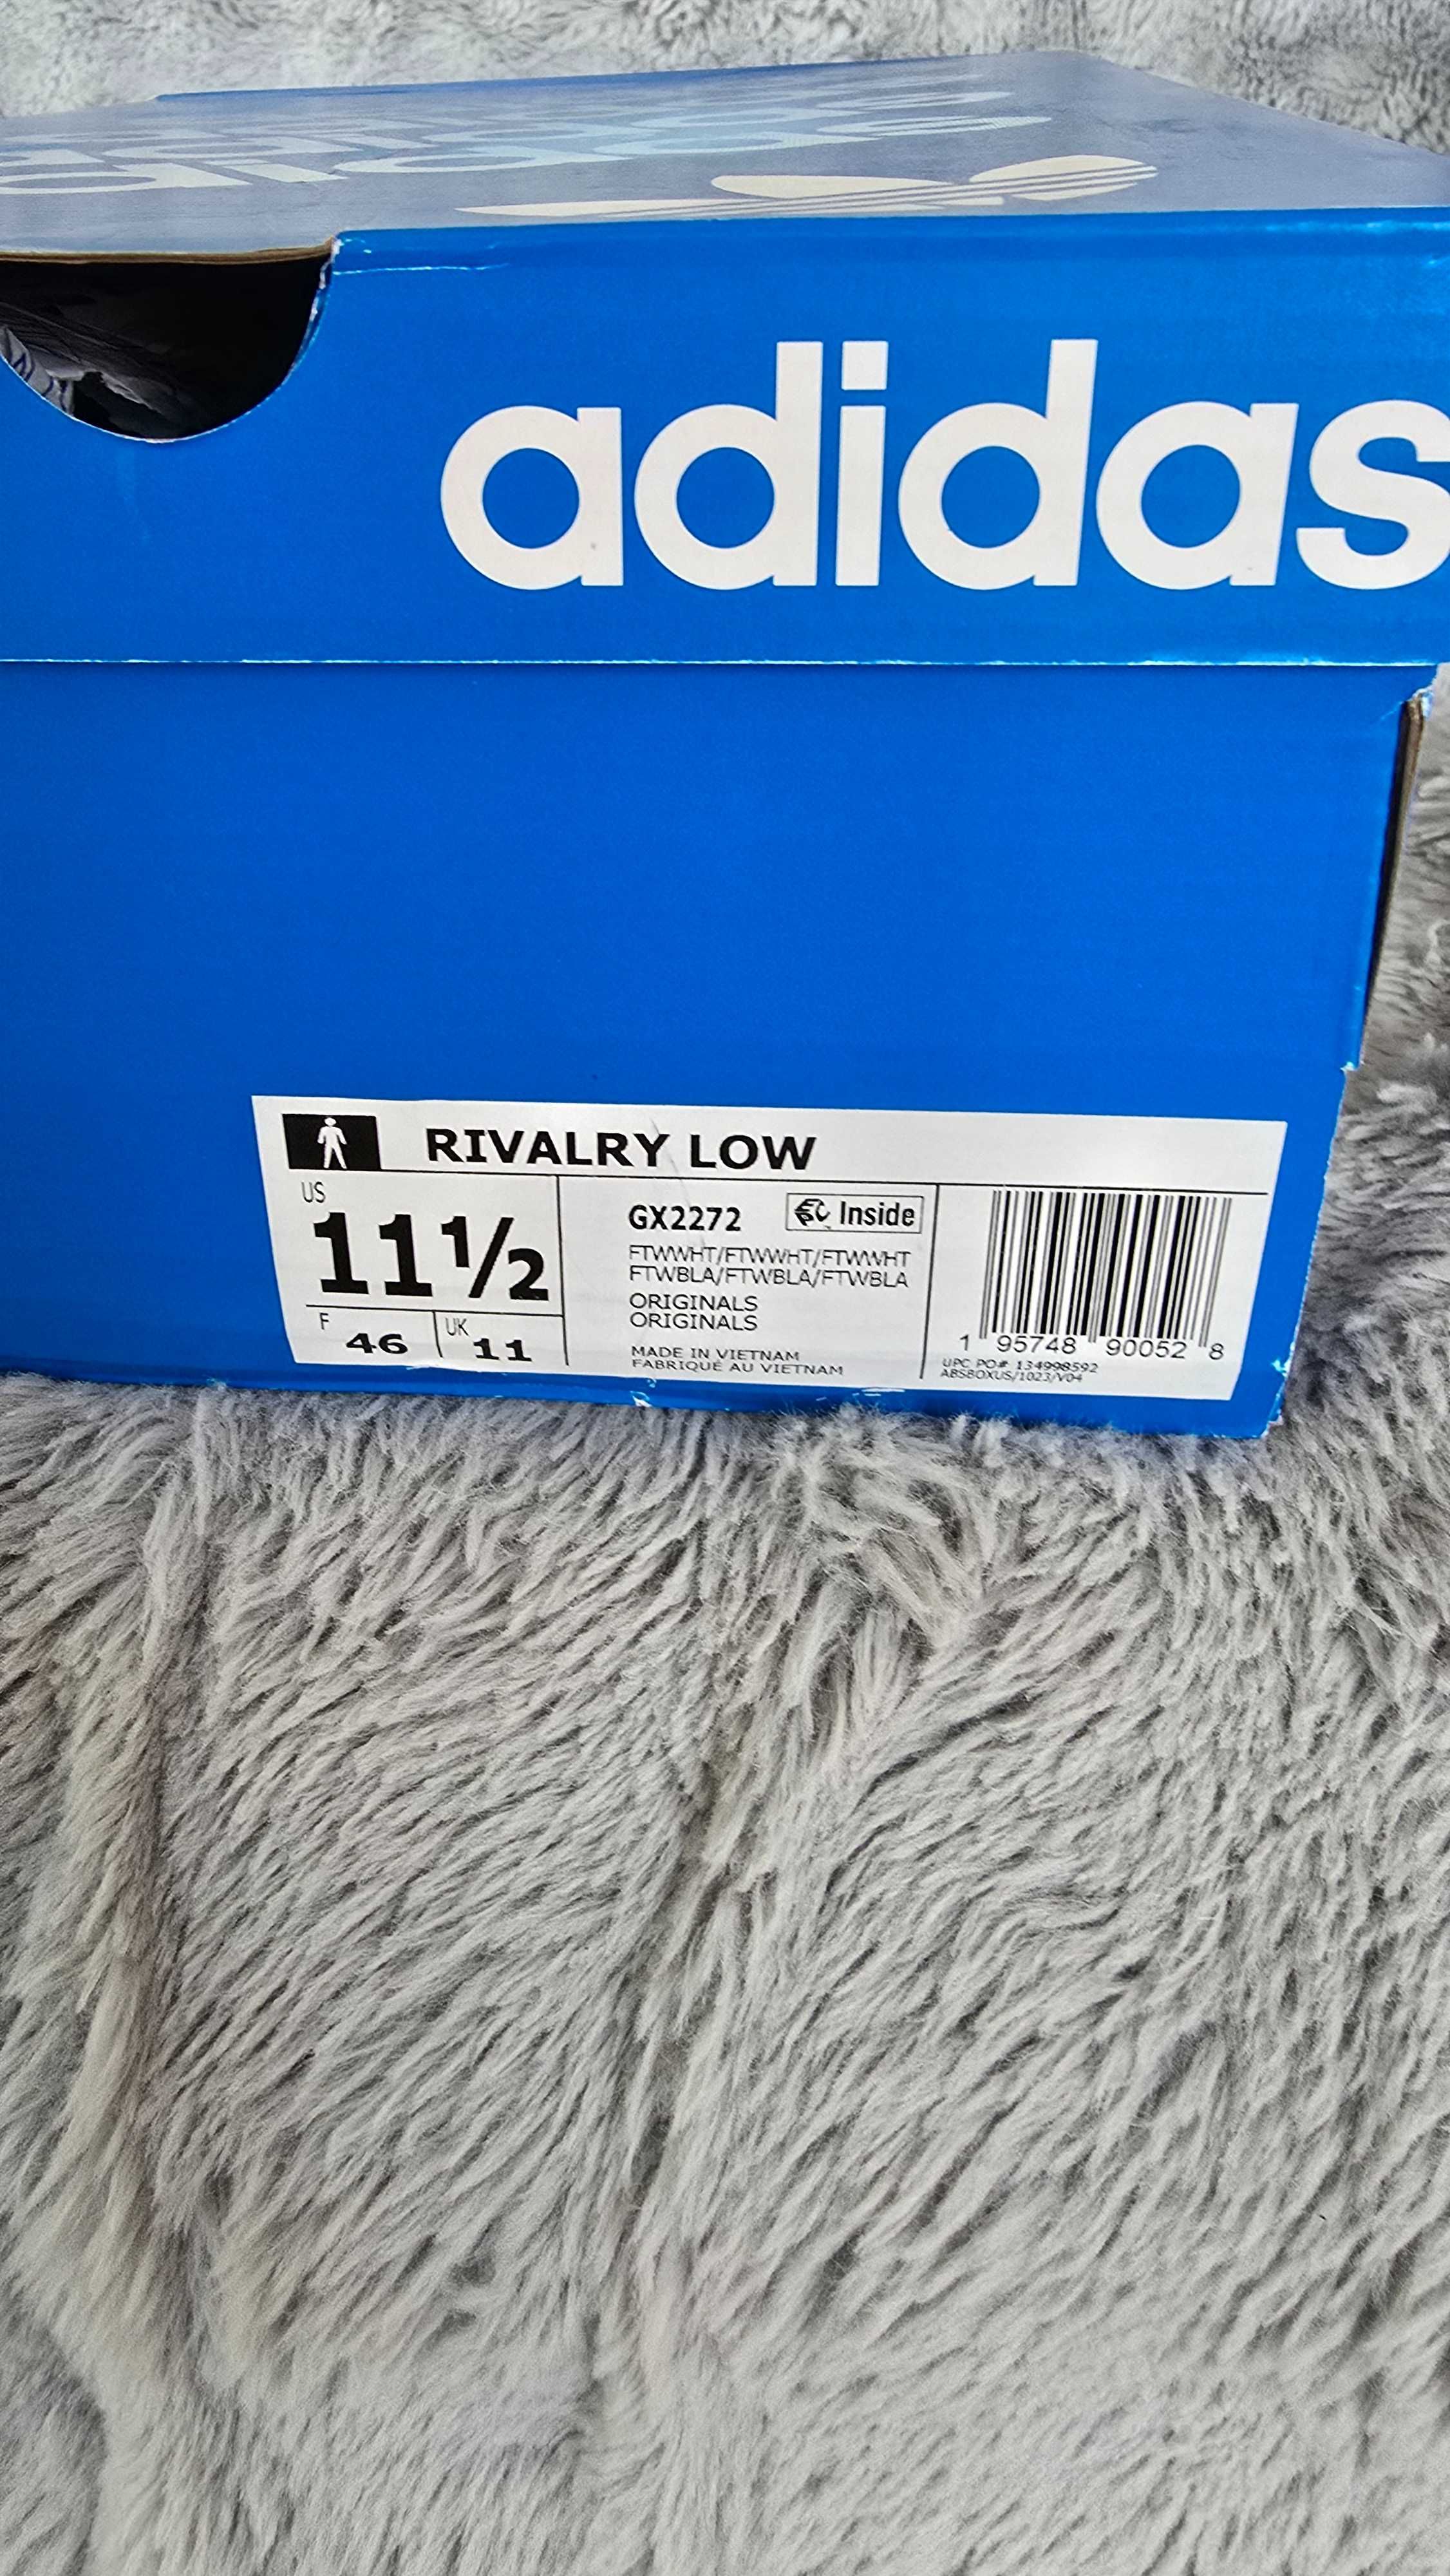 adidas
RIVALRY LOW
US
11½
F 46
UK 11
GX2272
Inside
FTWWHT/FTWWHT/FTWWHT
FTWBLA/FTWBLA/FTWBLA
ORIGINALS
ORIGINALS
MADE IN VIETNAM
FABRIQUÉ AU VIETNAM
1 95748 90052 8
UPC PO# 134998592
ABSBOXUS/1023/V04